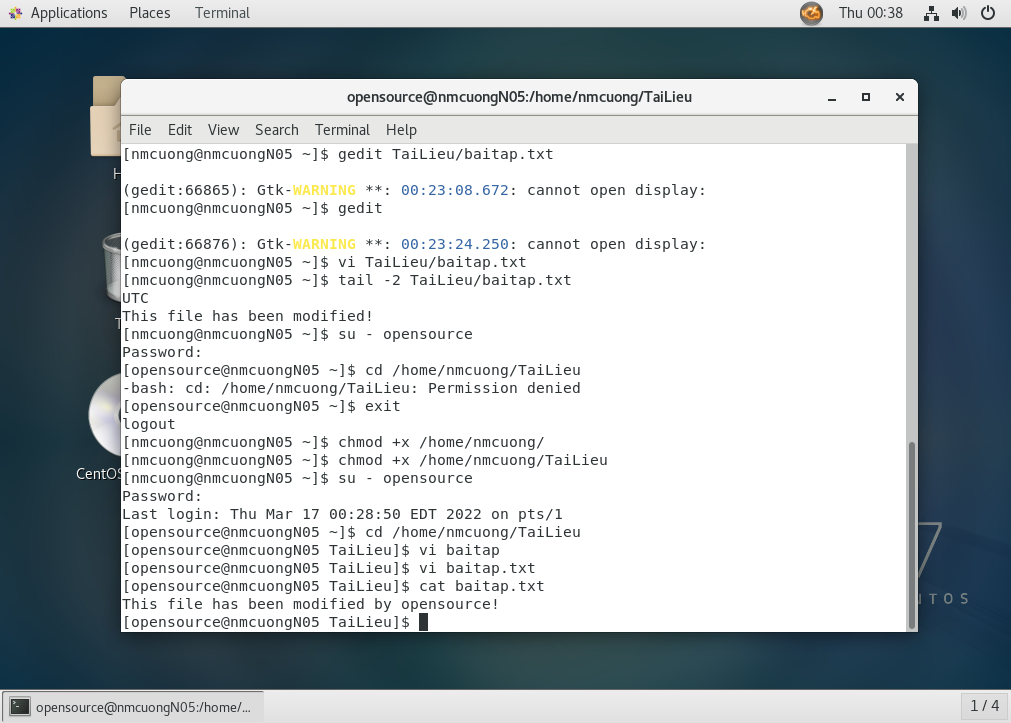 Applications Places Terminal Thu 00:38
opensource@nmcuongN05:/home/nmcuong/TaiLieu
File Edit View Search Terminal Help
[nmcuong@nmcuongN05 ~]$ gedit TaiLieu/baitap.txt
(gedit:66865): Gtk-WARNING **: 00:23:08.672: cannot open display:
[nmcuong@nmcuongN05 ~]$ gedit
(gedit:66876): Gtk-WARNING **: 00:23:24.250: cannot open display:
[nmcuong@nmcuongN05 ~]$ vi TaiLieu/baitap.txt
[nmcuong@nmcuongN05 ~]$ tail -2 TaiLieu/baitap.txt
UTC
This file has been modified!
[nmcuong@nmcuongN05 ~]$ su - opensource
Password:
[opensource@nmcuongN05 ~]$ cd /home/nmcuong/TaiLieu
-bash: cd: /home/nmcuong/TaiLieu: Permission denied
[opensource@nmcuongN05 ~]$ exit
logout
[nmcuong@nmcuongN05 ~]$ chmod +x /home/nmcuong/
[nmcuong@nmcuongN05 ~]$ chmod +x /home/nmcuong/TaiLieu
[nmcuong@nmcuongN05 ~]$ su - opensource
Password:
Last login: Thu Mar 17 00:28:50 EDT 2022 on pts/1
[opensource@nmcuongN05 ~]$ cd /home/nmcuong/TaiLieu
[opensource@nmcuongN05 TaiLieu]$ vi baitap
[opensource@nmcuongN05 TaiLieu]$ vi baitap.txt
[opensource@nmcuongN05 TaiLieu]$ cat baitap.txt
This file has been modified by opensource!
[opensource@nmcuongN05 TaiLieu]$
CentOS
7
NTOS
opensource@nmcuongN05:/home/...
1 / 4